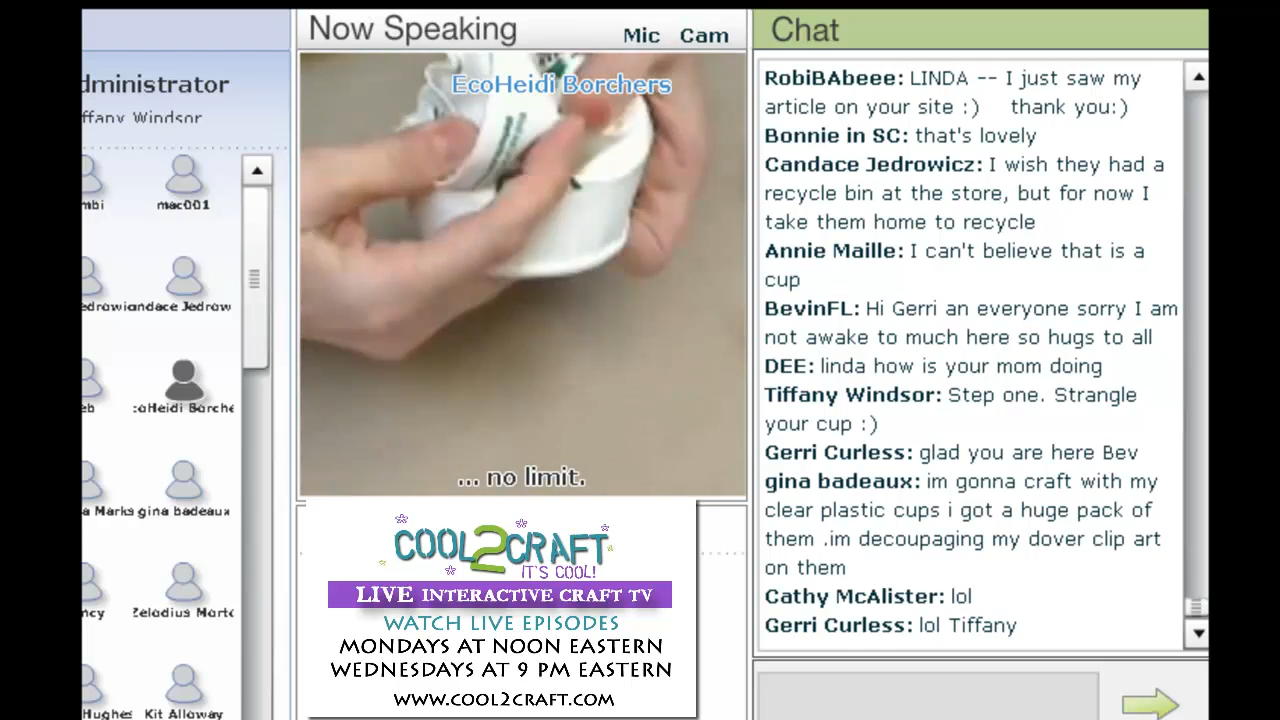 dministrator
ffany Windsor
mbi
mac001
edrowi
andace Jedrow
eb
coHeidi Borche
a Marks
gina badeaux
ncy
Zeladius Marte
Hughes
Kit Alloway
Now Speaking
Mic Cam
EcoHeidi Borchers
... no limit.
COOL2CRAFT
IT'S COOL!
LIVE INTERACTIVE CRAFT TV
WATCH LIVE EPISODES
MONDAYS AT NOON EASTERN
WEDNESDAYS AT 9 PM EASTERN
WWW.COOL2CRAFT.COM
Chat
RobiBAbeee: LINDA -- I just saw my
article on your site :) thank you:)
Bonnie in SC: that's lovely
Candace Jedrowicz: I wish they had a
recycle bin at the store, but for now I
take them home to recycle
Annie Maille: I can't believe that is a
cup
BevinFL: Hi Gerri an everyone sorry I am
not awake to much here so hugs to all
DEE: linda how is your mom doing
Tiffany Windsor: Step one. Strangle
your cup :)
Gerri Curless: glad you are here Bev
gina badeaux: im gonna craft with my
clear plastic cups i got a huge pack of
them .im decoupaging my dover clip art
on them
Cathy McAlister: lol
Gerri Curless: lol Tiffany